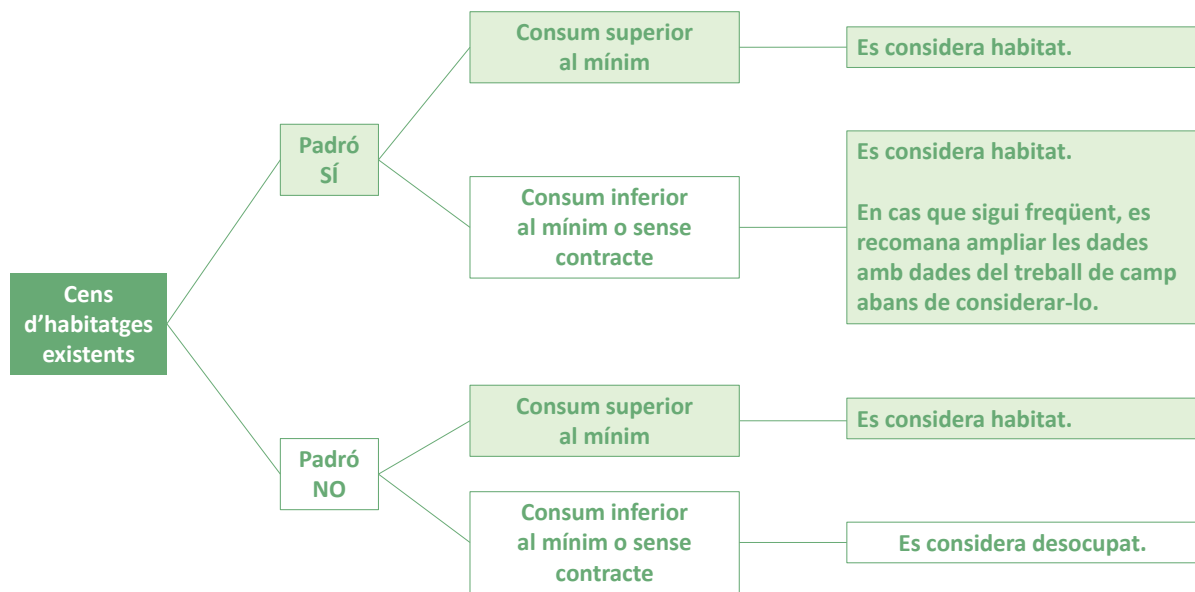 Cens
d’habitatges
existents
Padró
SÍ
Consum superior
al mínim
Es considera habitat.
Consum inferior
al mínim o sense
contracte
Es considera habitat.
En cas que sigui freqüent, es
recomana ampliar les dades
amb dades del treball de camp
abans de considerar-lo.
Padró
NO
Consum superior
al mínim
Es considera habitat.
Consum inferior
al mínim o sense
contracte
Es considera desocupat.